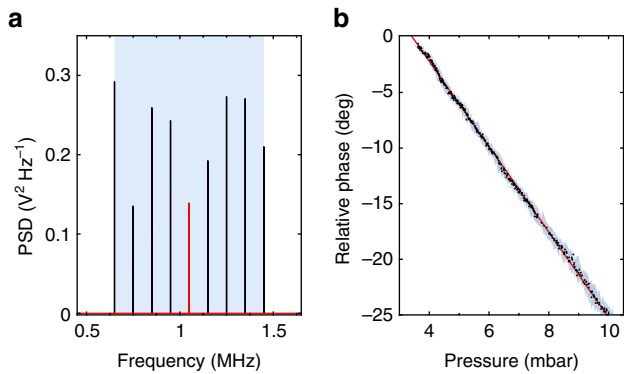 a
b
0.3
0.2
0.1
0
PSD (V² Hz⁻¹)
0.5
1
1.5
Frequency (MHz)
0
−5
−10
−15
−20
−25
Relative phase (deg)
4
6
8
10
Pressure (mbar)